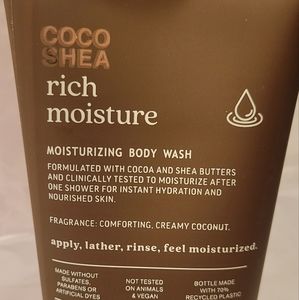 COCO
SHEA
rich
moisture
MOISTURIZING BODY WASH
FORMULATED WITH COCOA AND SHEA BUTTERS
AND CLINICALLY TESTED TO MOISTURIZE AFTER
ONE SHOWER FOR INSTANT HYDRATION AND
NOURISHED SKIN.
FRAGRANCE: COMFORTING, CREAMY COCONUT.
apply, lather, rinse, feel moisturized.
MADE WITHOUT
SULFATES,
PARABENS OR
ARTIFICIAL DYES
NOT TESTED
ON ANIMALS
& VEGAN
BOTTLE MADE
WITH 70%
RECYCLED PLASTIC